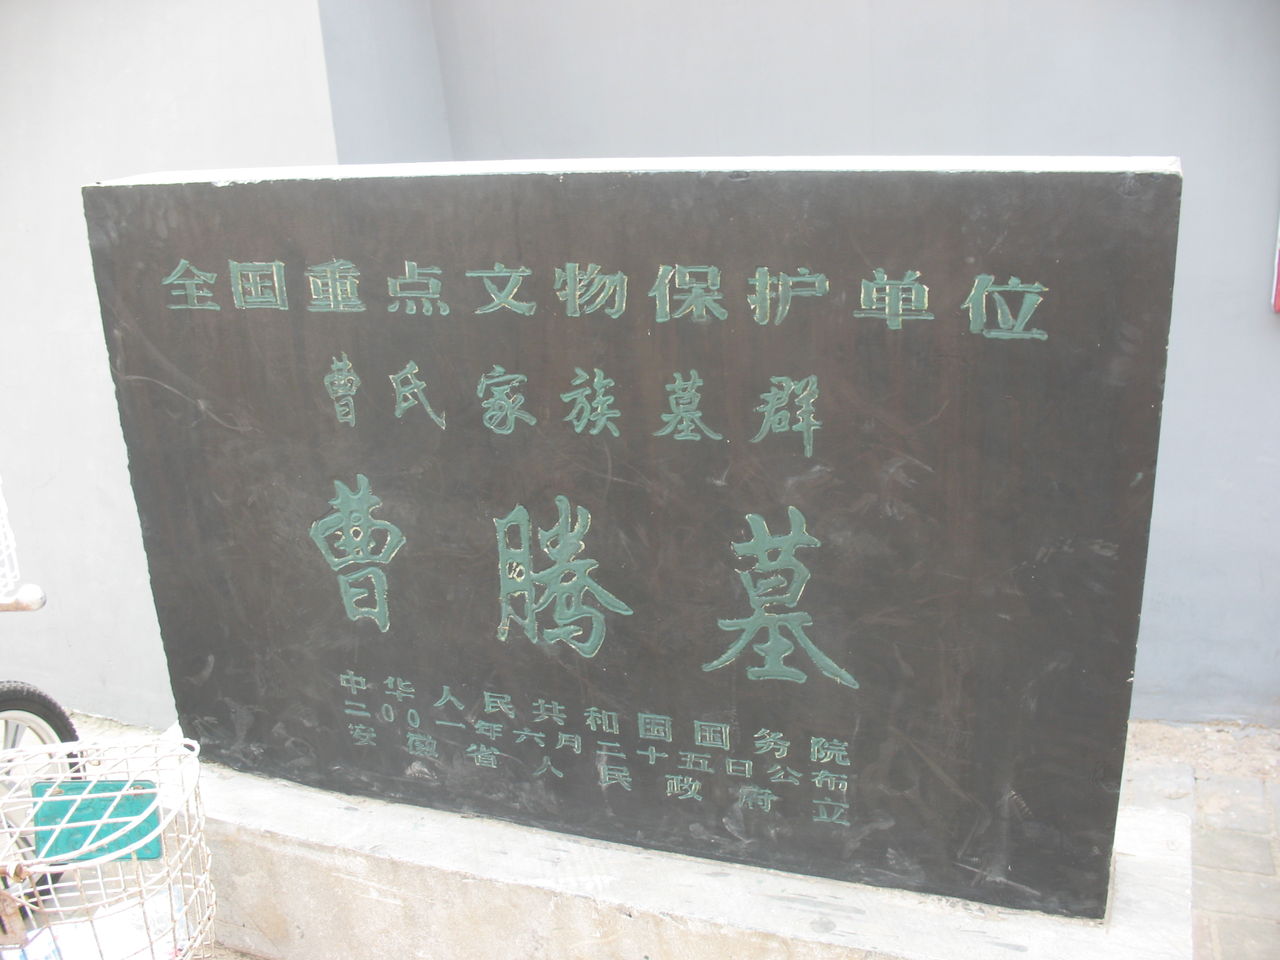 全国重点文物保护单位
曹氏家族墓群
曹腾墓
中华人民共和国国务院
二00一年六月二十五日公布
安徽省人民政府立